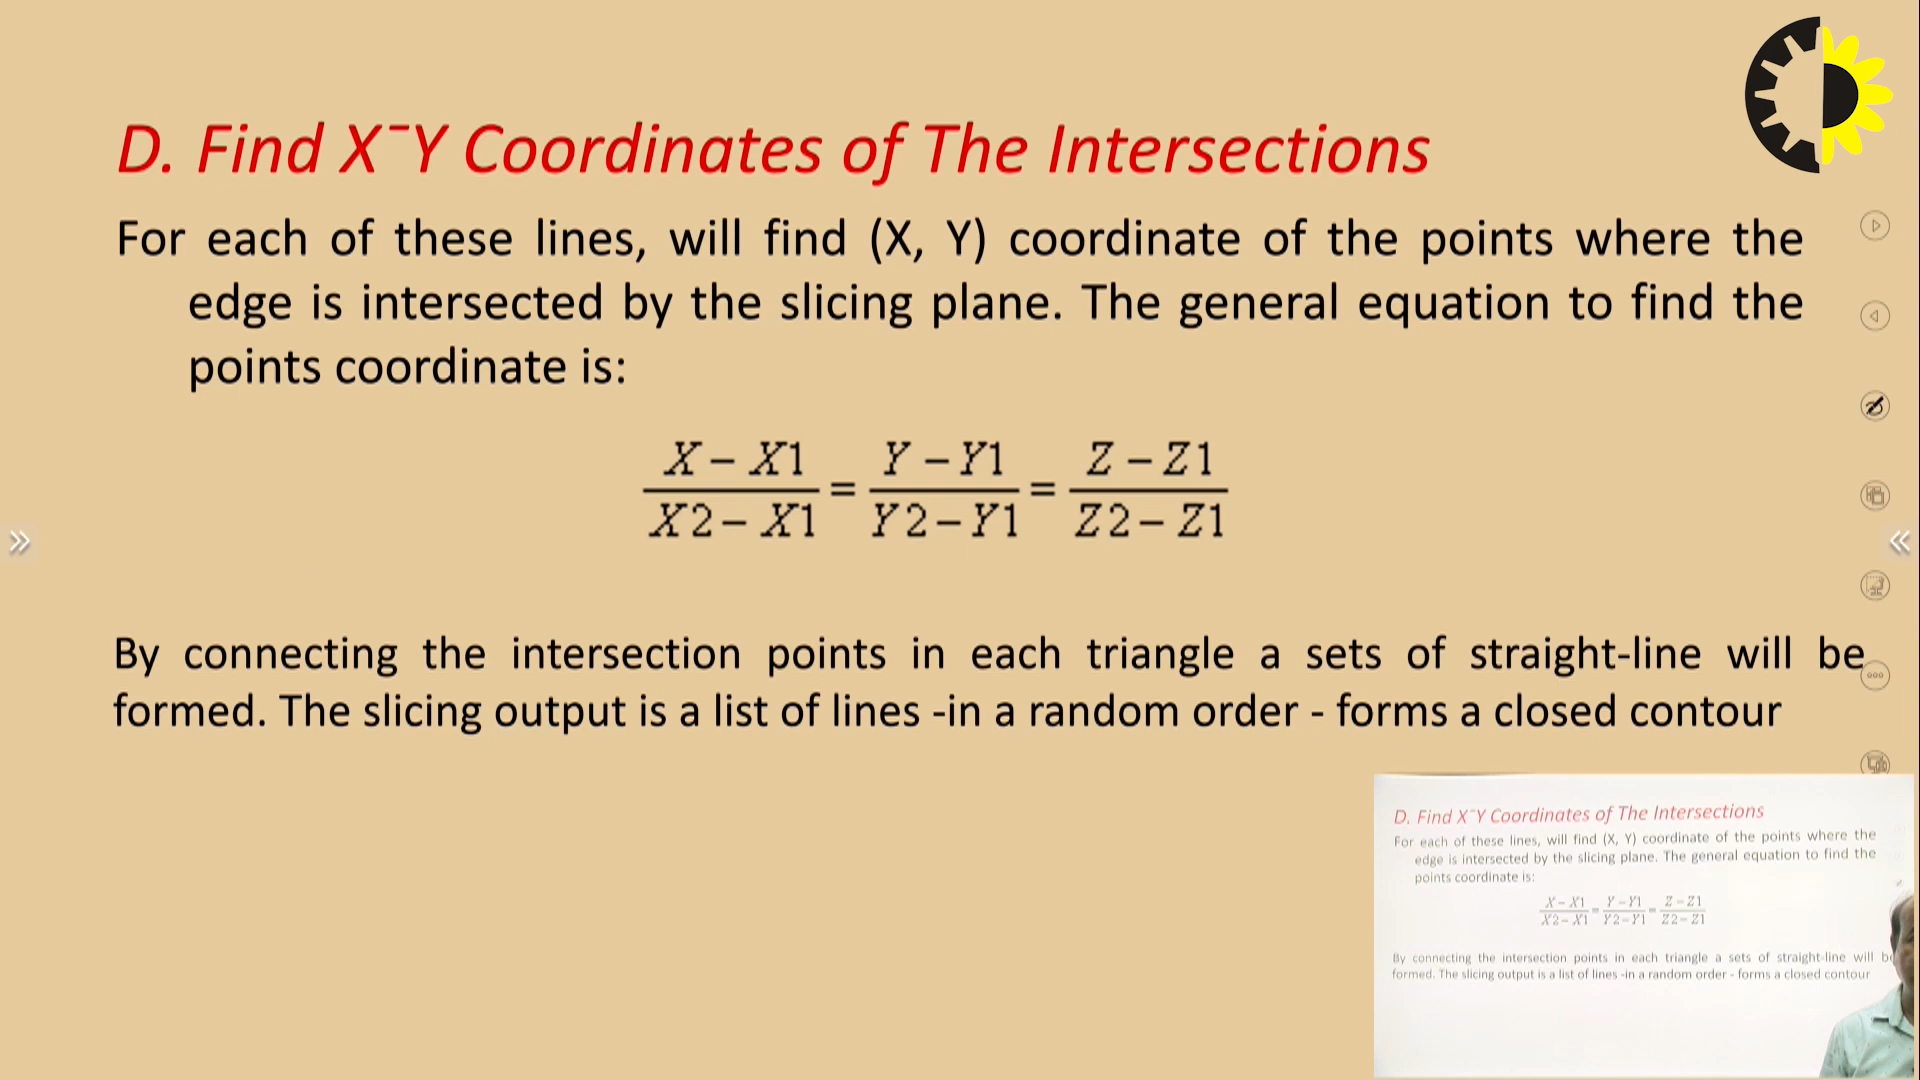 D. Find X¯Y Coordinates of The Intersections
For each of these lines, will find (X, Y) coordinate of the points where the
edge is intersected by the slicing plane. The general equation to find the
points coordinate is:
X – X1 / X2 – X1 = Y – Y1 / Y2 – Y1 = Z – Z1 / Z2 – Z1
By connecting the intersection points in each triangle a sets of straight-line will be
formed. The slicing output is a list of lines -in a random order - forms a closed contour
D. Find X¯Y Coordinates of The Intersections
For each of these lines, will find (X, Y) coordinate of the points where the
edge is intersected by the slicing plane. The general equation to find the
points coordinate is:
X – X1 / X2 – X1 = Y – Y1 / Y2 – Y1 = Z – Z1 / Z2 – Z1
By connecting the intersection points in each triangle a sets of straight-line will
formed. The slicing output is a list of lines -in a random order - forms a closed contour